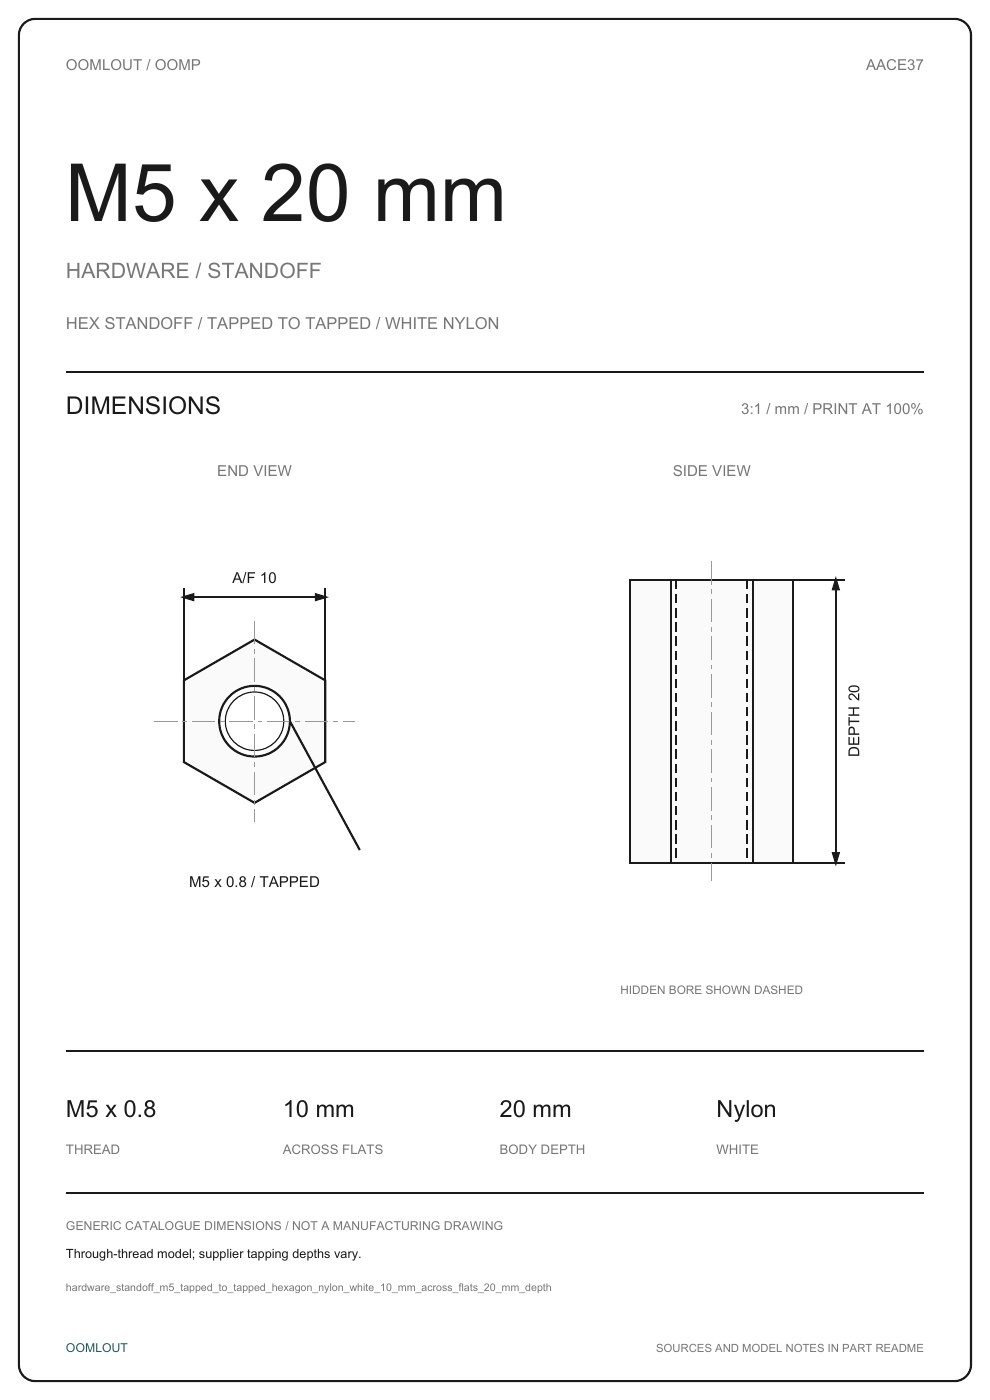 OOMLOUT / OOMP
AACE37
M5 x 20 mm
HARDWARE / STANDOFF
HEX STANDOFF / TAPPED TO TAPPED / WHITE NYLON
DIMENSIONS
3:1 / mm / PRINT AT 100%
END VIEW
SIDE VIEW
A/F 10
DEPTH 20
M5 x 0.8 / TAPPED
HIDDEN BORE SHOWN DASHED
M5 x 0.8
10 mm
20 mm
Nylon
THREAD
ACROSS FLATS
BODY DEPTH
WHITE
GENERIC CATALOGUE DIMENSIONS / NOT A MANUFACTURING DRAWING
Through-thread model; supplier tapping depths vary.
hardware_standoff_m5_tapped_to_tapped_hexagon_nylon_white_10_mm_across_flats_20_mm_depth
OOMLOUT
SOURCES AND MODEL NOTES IN PART README